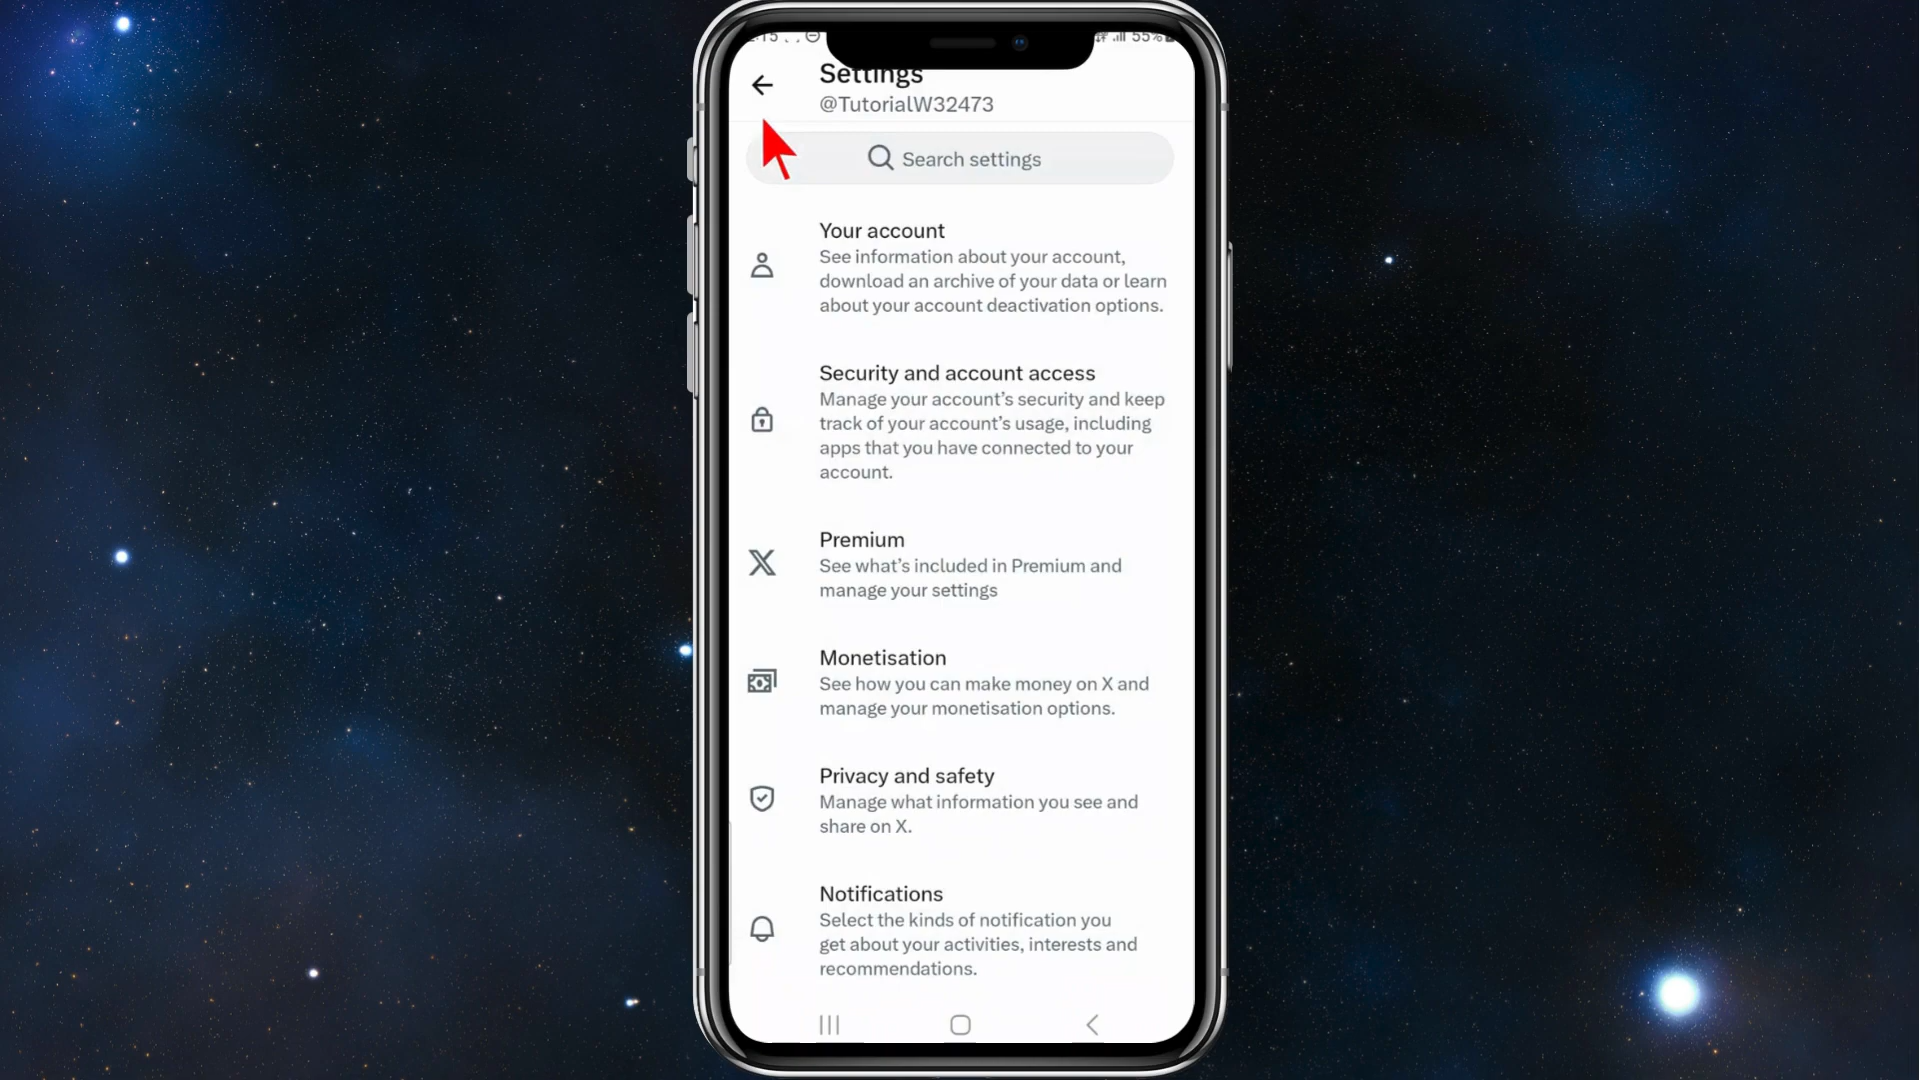 55%
Settings
@TutorialW32473
Search settings
Your account
See information about your account,
download an archive of your data or learn
about your account deactivation options.
Security and account access
Manage your account’s security and keep
track of your account’s usage, including
apps that you have connected to your
account.
Premium
See what’s included in Premium and
manage your settings
Monetisation
See how you can make money on X and
manage your monetisation options.
Privacy and safety
Manage what information you see and
share on X.
Notifications
Select the kinds of notification you
get about your activities, interests and
recommendations.